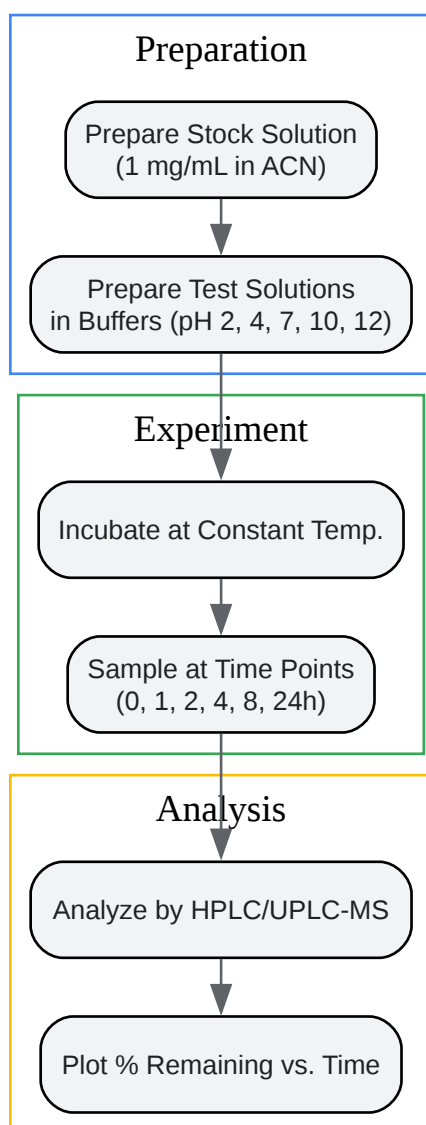 Preparation
Prepare Stock Solution
(1 mg/mL in ACN)
Prepare Test Solutions
in Buffers (pH 2, 4, 7, 10, 12)
Experiment
Incubate at Constant Temp.
Sample at Time Points
(0, 1, 2, 4, 8, 24h)
Analysis
Analyze by HPLC/UPLC-MS
Plot % Remaining vs. Time